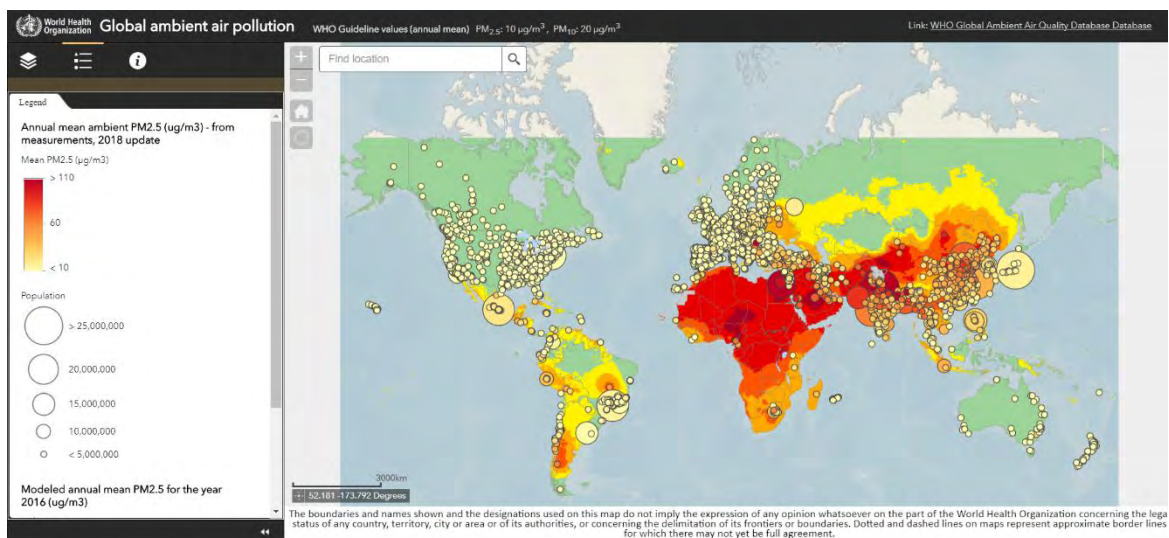 World Health Organization
Global ambient air pollution
WHO Guideline values (annual mean) PM2.5: 10 µg/m³, PM10: 20 µg/m³
Link: WHO Global Ambient Air Quality Database Database
Find location
Legend
Annual mean ambient PM2.5 (ug/m3) - from
measurements, 2018 update
Mean PM2.5 (µg/m3)
> 110
60
< 10
Population
> 25,000,000
20,000,000
15,000,000
10,000,000
< 5,000,000
Modeled annual mean PM2.5 for the year
2016 (ug/m3)
3000km
52.181 -173.792 Degrees
The boundaries and names shown and the designations used on this map do not imply the expression of any opinion whatsoever on the part of the World Health Organization concerning the lega
status of any country, territory, city or area or of its authorities, or concerning the delimitation of its frontiers or boundaries. Dotted and dashed lines on maps represent approximate border lines
for which there may not yet be full agreement.